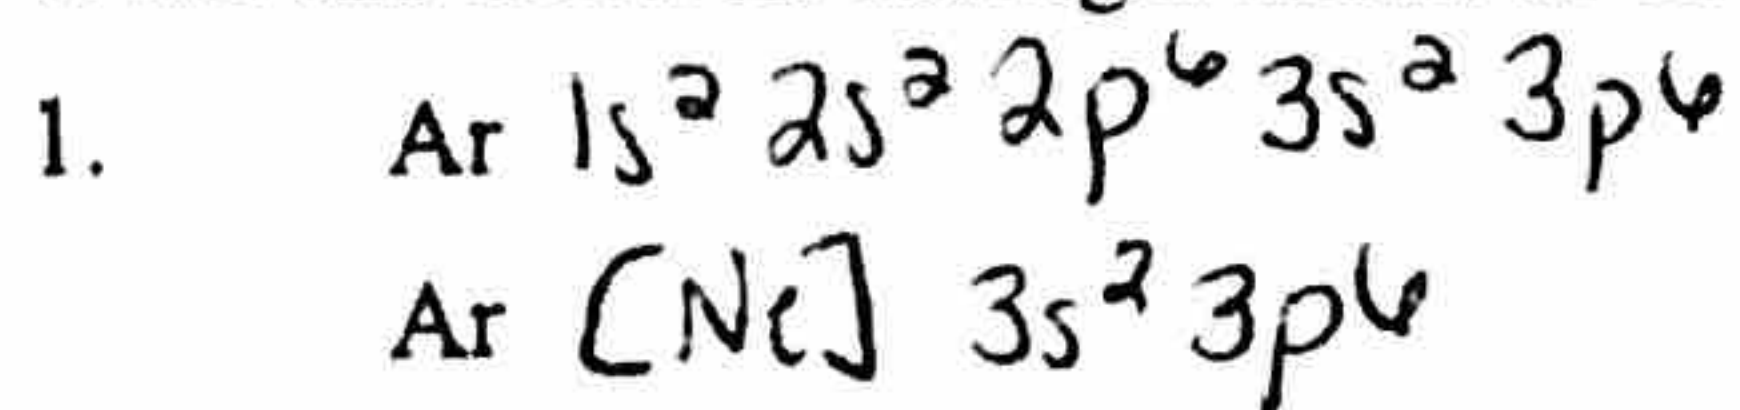 1. Ar 1s² 2s² 2p⁶ 3s² 3p⁶
Ar [Ne] 3s² 3p⁶